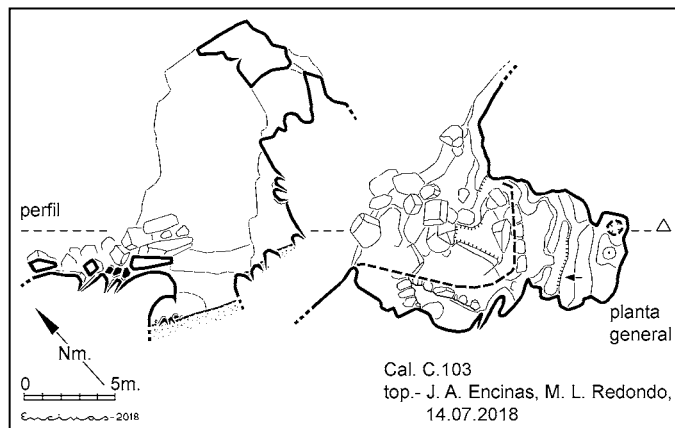 perfil
planta
general
Nm.
0 5m.
Encinas-2018
Cal. C.103
top.- J. A. Encinas, M. L. Redondo,
14.07.2018